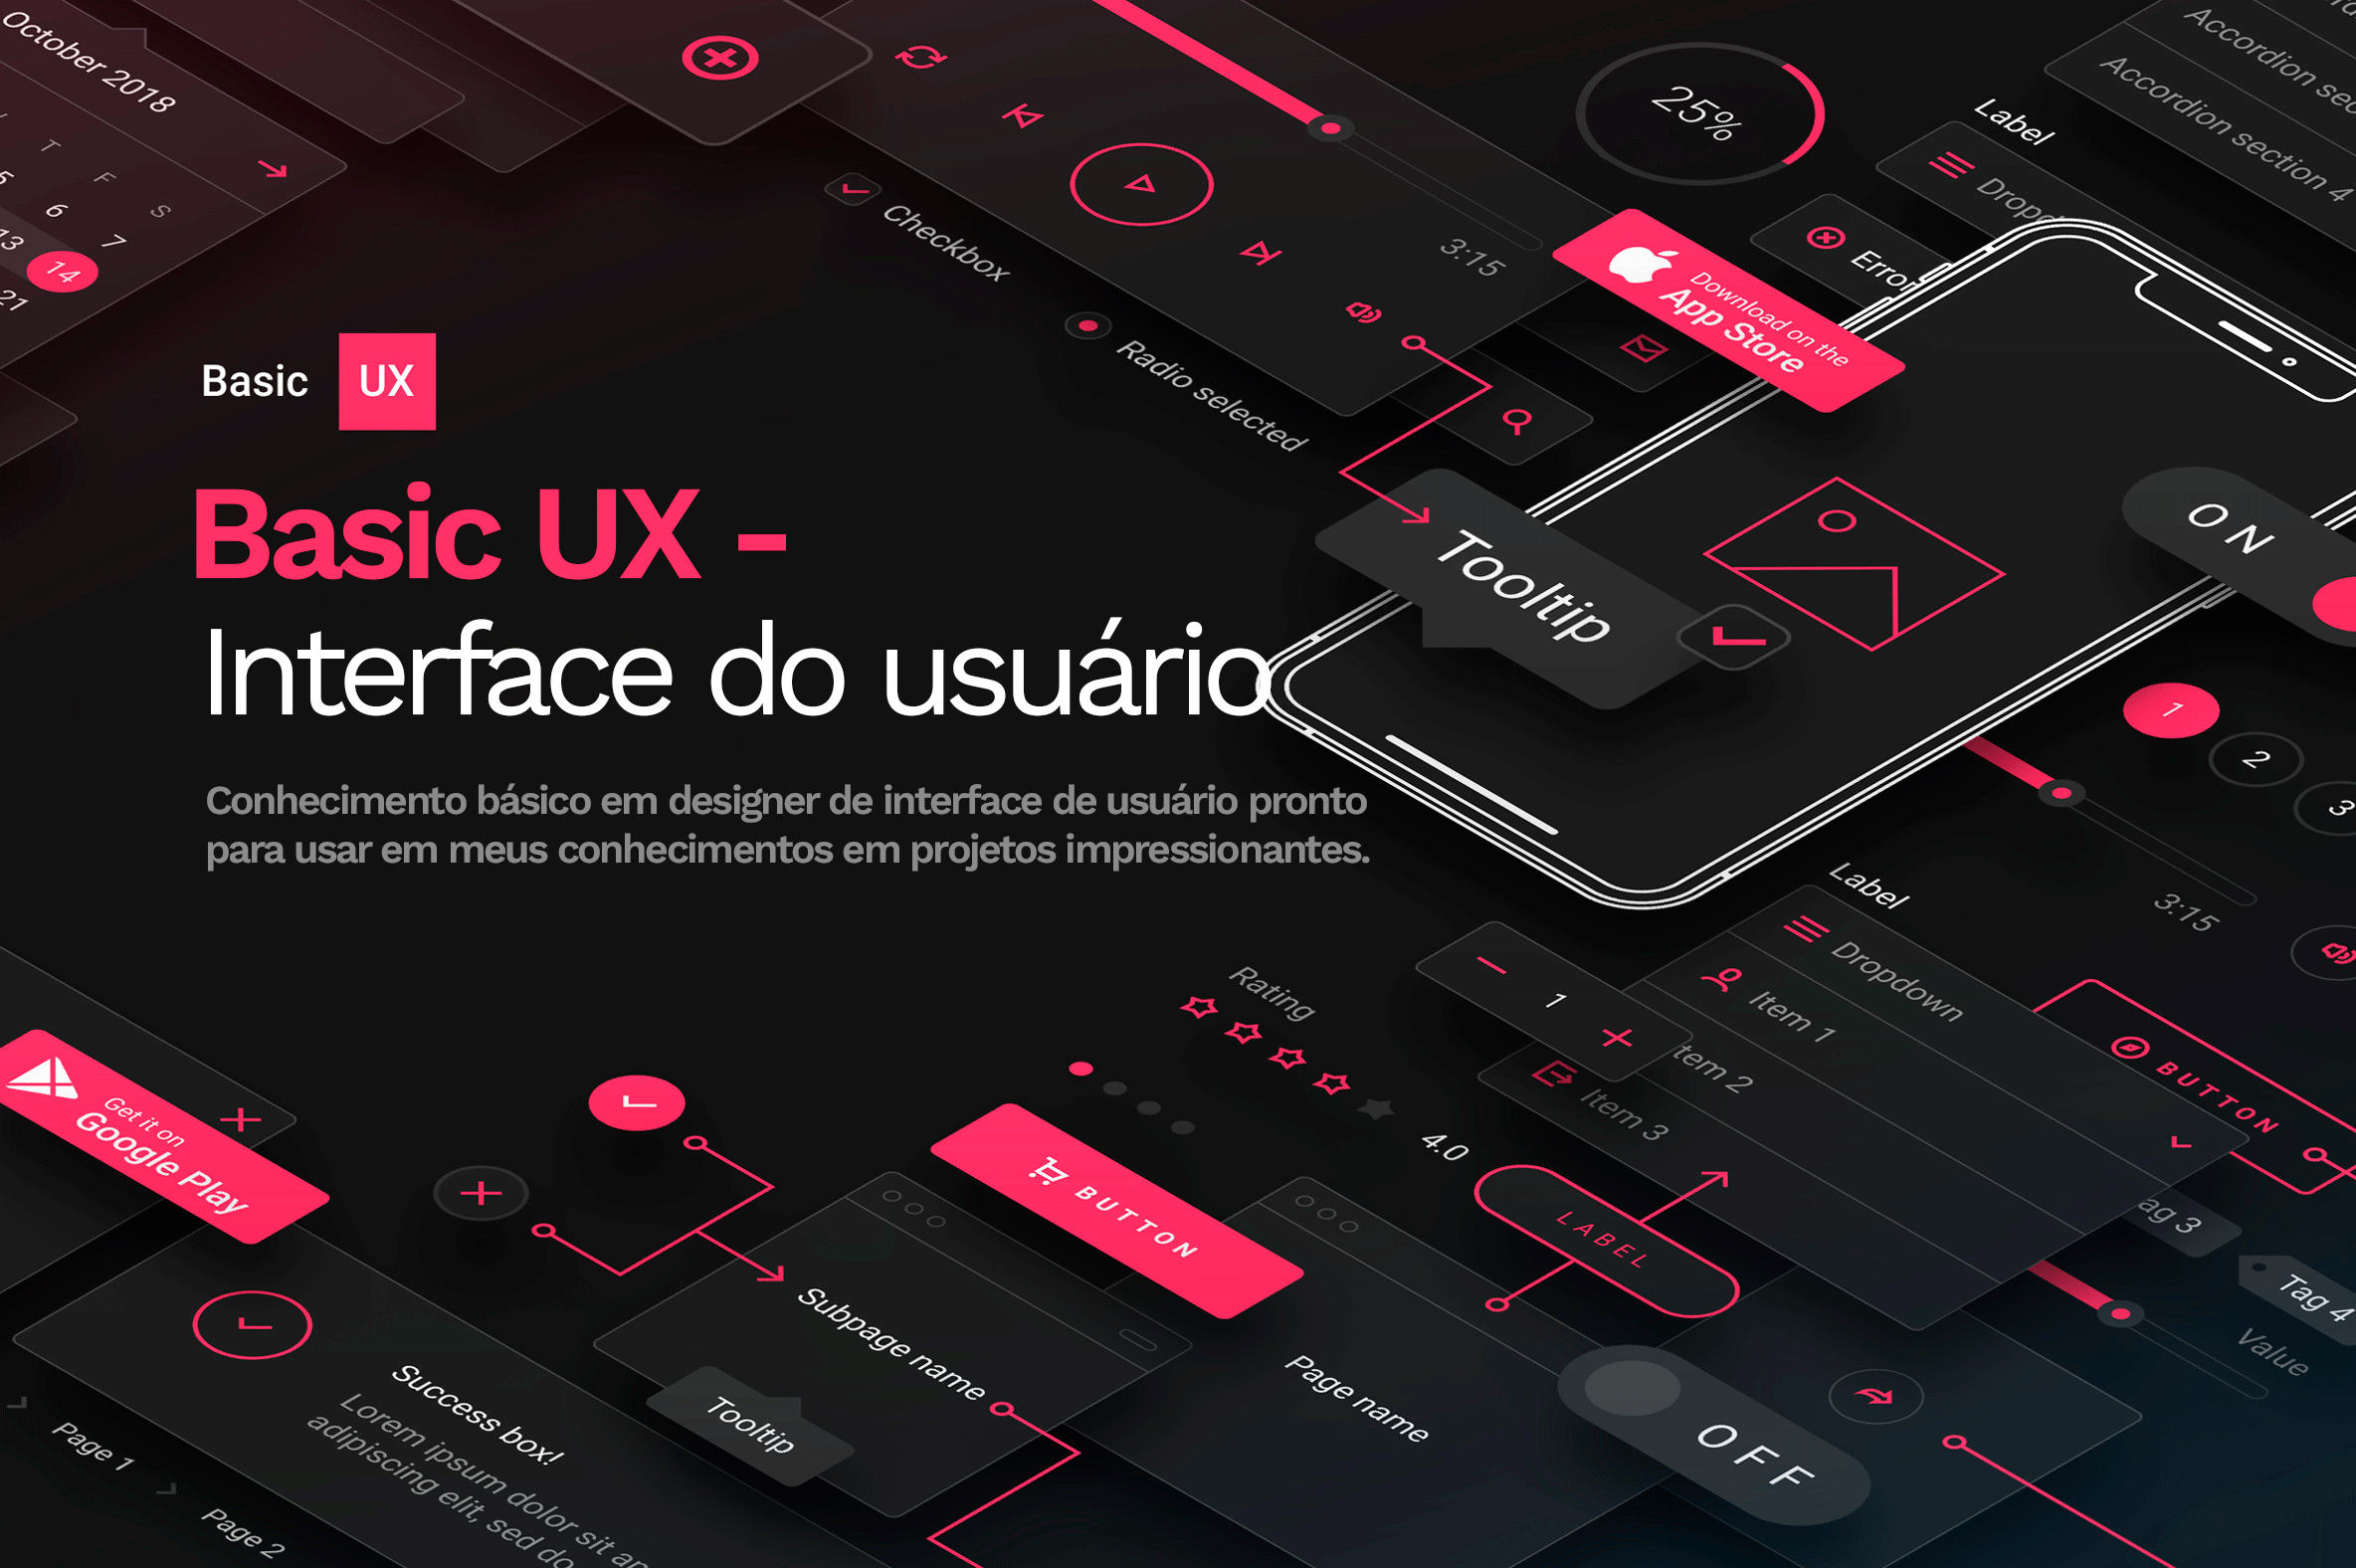 October 2018
T
F
S
5
6
7
13
14
21
25%
Label
Accordion section 4
Accordion sec
Dropd
Error
Download on the
App Store
3:15
Checkbox
Radio selected
Basic UX
Basic UX -
Interface do usuário
Conhecimento básico em designer de interface de usuário pronto
para usar em meus conhecimentos em projetos impressionantes.
Tooltip
ON
1
2
3
3:15
Label
Dropdown
Item 1
tem 2
Item 3
1
Rating
4.0
BUTTON
ag 3
Tag 4
Value
LABEL
BUTTON
Get it on
Google Play
Subpage name
Tooltip
Page name
OFF
Success box!
Lorem ipsum dolor sit an
adipiscing elit, sed do
Page 1
Page 2